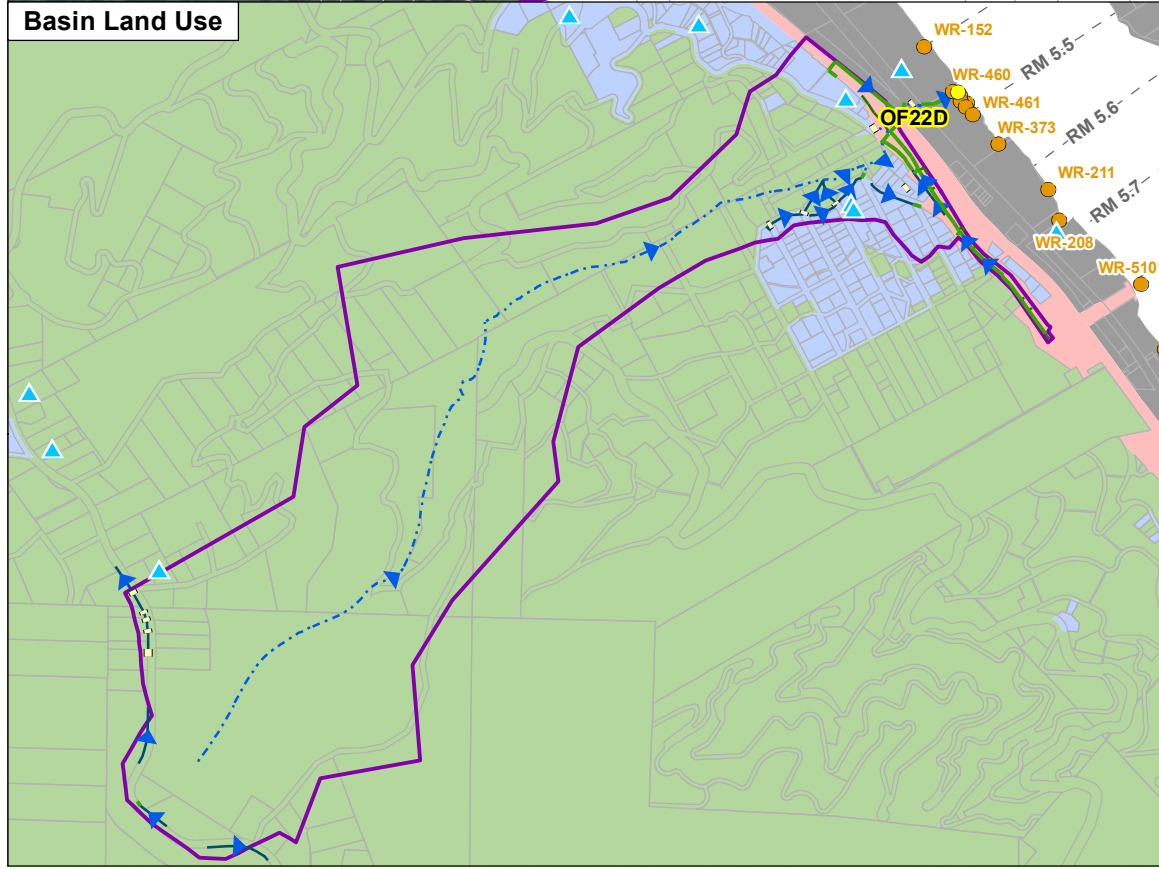 Basin Land Use
WR-152
RM 5.5
WR-460
WR-461
OF22D
RM 5.6
WR-373
WR-211
RM 5.7
WR-208
WR-510